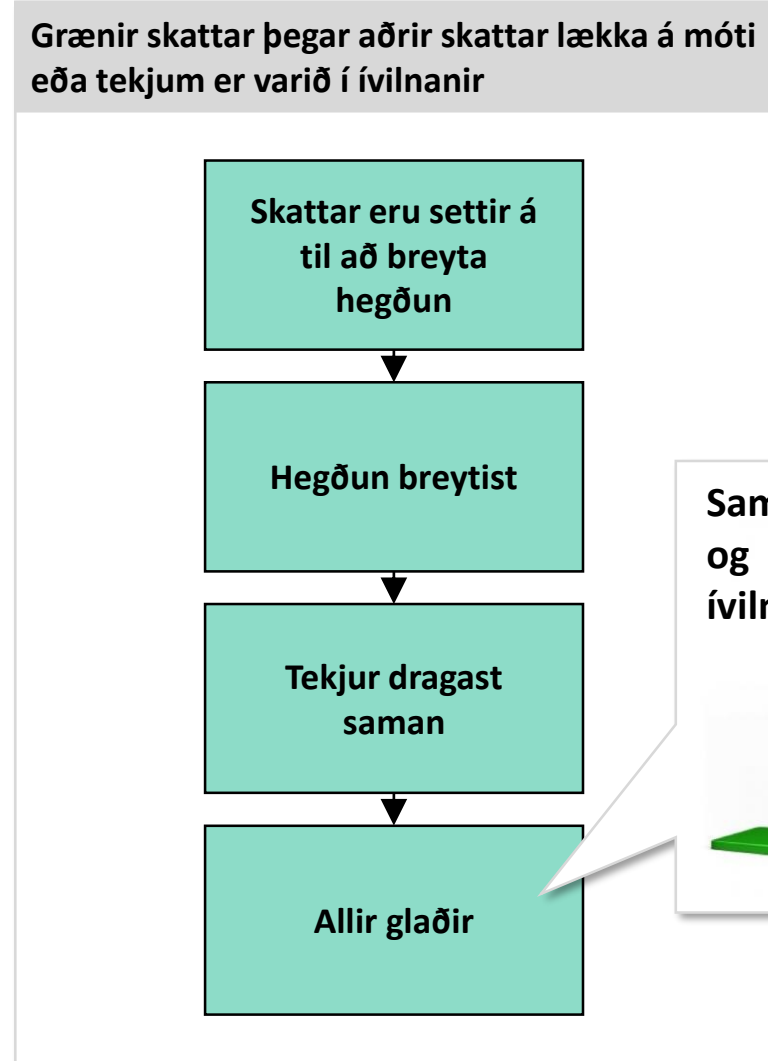 Grænir skattar þegar aðrir skattar lækka á móti
eða tekjum er varið í ívilnanir
Skattar eru settir á
til að breyta
hegðun
Hegðun breytist
Tekjur dragast
saman
Allir glaðir
og